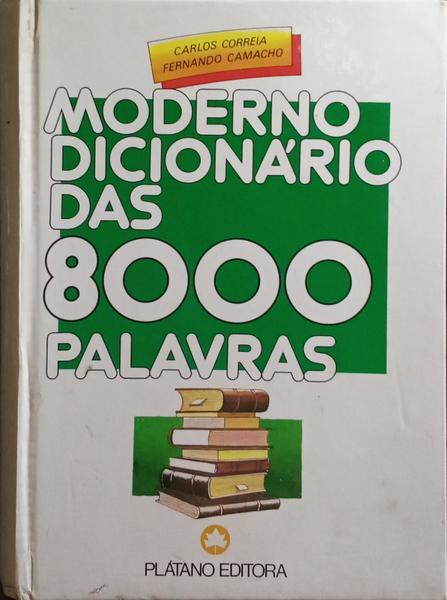 CARLOS CORREIA
FERNANDO CAMACHO
MODERNO
DICIONÁRIO
DAS
8000
PALAVRAS
PLÁTANO EDITORA